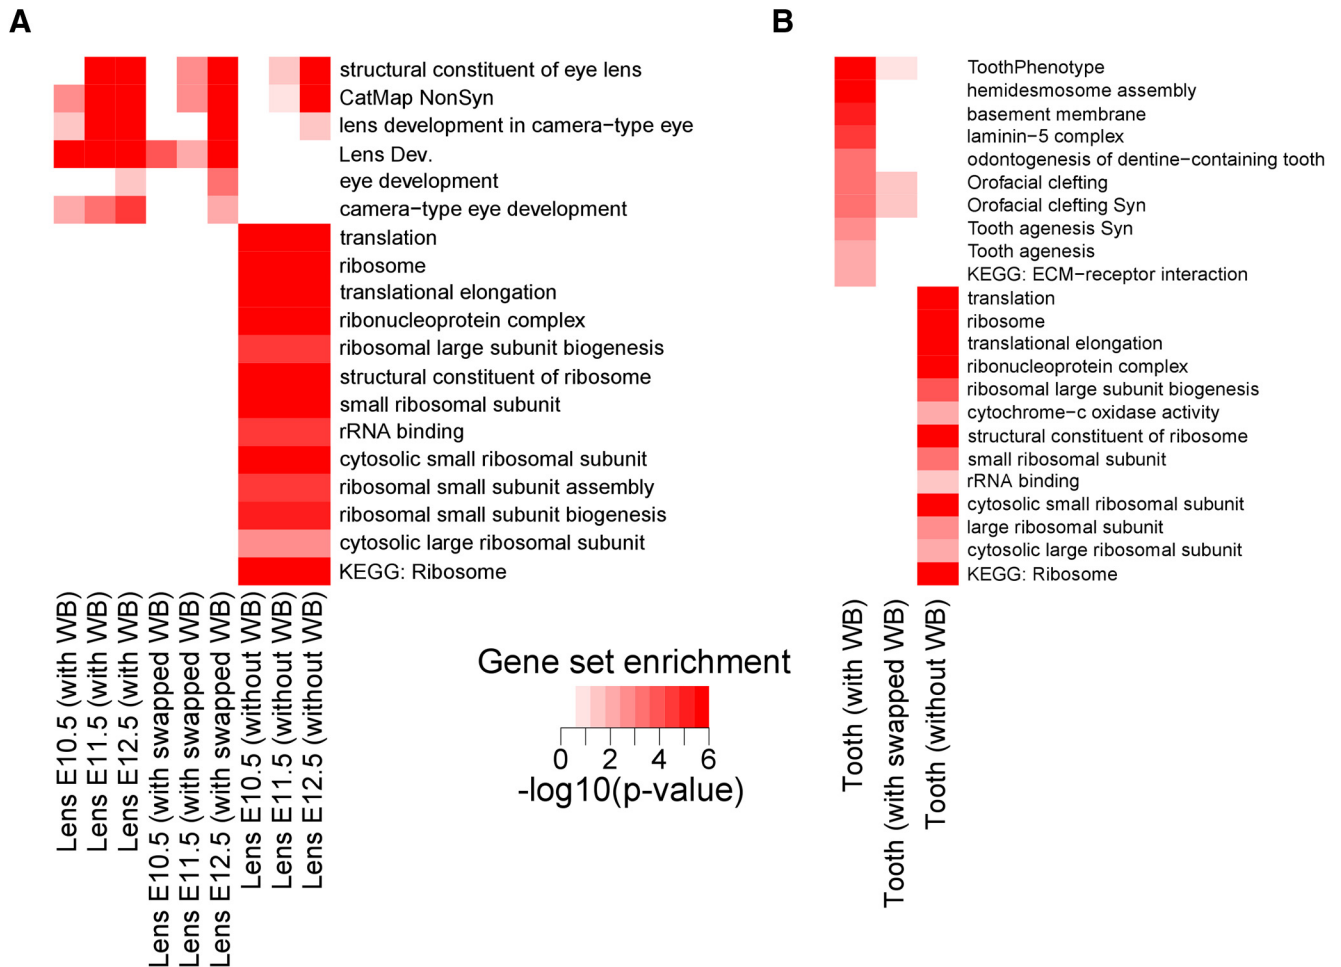 A
structural constituent of eye lens
CatMap NonSyn
lens development in camera−type eye
Lens Dev.
eye development
camera−type eye development
translation
ribosome
translational elongation
ribonucleoprotein complex
ribosomal large subunit biogenesis
structural constituent of ribosome
small ribosomal subunit
rRNA binding
cytosolic small ribosomal subunit
ribosomal small subunit assembly
ribosomal small subunit biogenesis
cytosolic large ribosomal subunit
KEGG: Ribosome
Lens E10.5 (with WB)
Lens E11.5 (with WB)
Lens E12.5 (with WB)
Lens E10.5 (with swapped WB)
Lens E11.5 (with swapped WB)
Lens E12.5 (with swapped WB)
Lens E10.5 (without WB)
Lens E11.5 (without WB)
Lens E12.5 (without WB)
Gene set enrichment
0 2 4 6
-log10(p-value)
B
ToothPhenotype
hemidesmosome assembly
basement membrane
laminin−5 complex
odontogenesis of dentine−containing tooth
Orofacial clefting
Orofacial clefting Syn
Tooth agenesis Syn
Tooth agenesis
KEGG: ECM−receptor interaction
translation
ribosome
translational elongation
ribonucleoprotein complex
ribosomal large subunit biogenesis
cytochrome−c oxidase activity
structural constituent of ribosome
small ribosomal subunit
rRNA binding
cytosolic small ribosomal subunit
large ribosomal subunit
cytosolic large ribosomal subunit
KEGG: Ribosome
Tooth (with WB)
Tooth (with swapped WB)
Tooth (without WB)